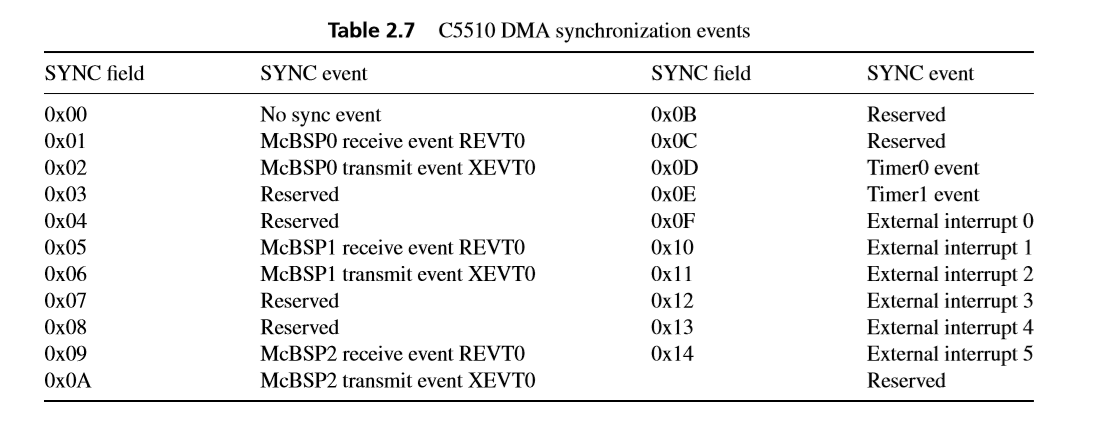 Table 2.7 C5510 DMA synchronization events
SYNC field SYNC event SYNC field SYNC event
0x00 No sync event 0x0B Reserved
0x01 McBSP0 receive event REVT0 0x0C Reserved
0x02 McBSP0 transmit event XEVT0 0x0D Timer0 event
0x03 Reserved 0x0E Timer1 event
0x04 Reserved 0x0F External interrupt 0
0x05 McBSP1 receive event REVT0 0x10 External interrupt 1
0x06 McBSP1 transmit event XEVT0 0x11 External interrupt 2
0x07 Reserved 0x12 External interrupt 3
0x08 Reserved 0x13 External interrupt 4
0x09 McBSP2 receive event REVT0 0x14 External interrupt 5
0x0A McBSP2 transmit event XEVT0 Reserved